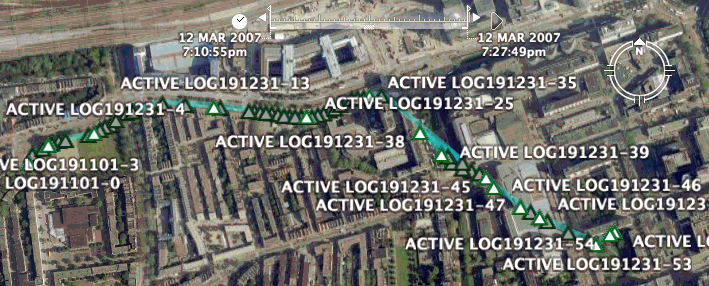 12 MAR 2007
7:10:55pm
12 MAR 2007
7:27:49pm
N
ACTIVE LOG191231-13
ACTIVE LOG191231-35
ACTIVE LOG191231-4
ACTIVE LOG191231-25
ACTIVE LOG191231-38
ACTIVE LOG191231-39
VE LOG191101-3
LOG191101-0
ACTIVE LOG191231-45
ACTIVE LOG191231-46
ACTIVE LOG191231-47
ACTIVE LOG19123
ACTIVE LOG191231-54
ACTIVE L
ACTIVE LOG191231-53